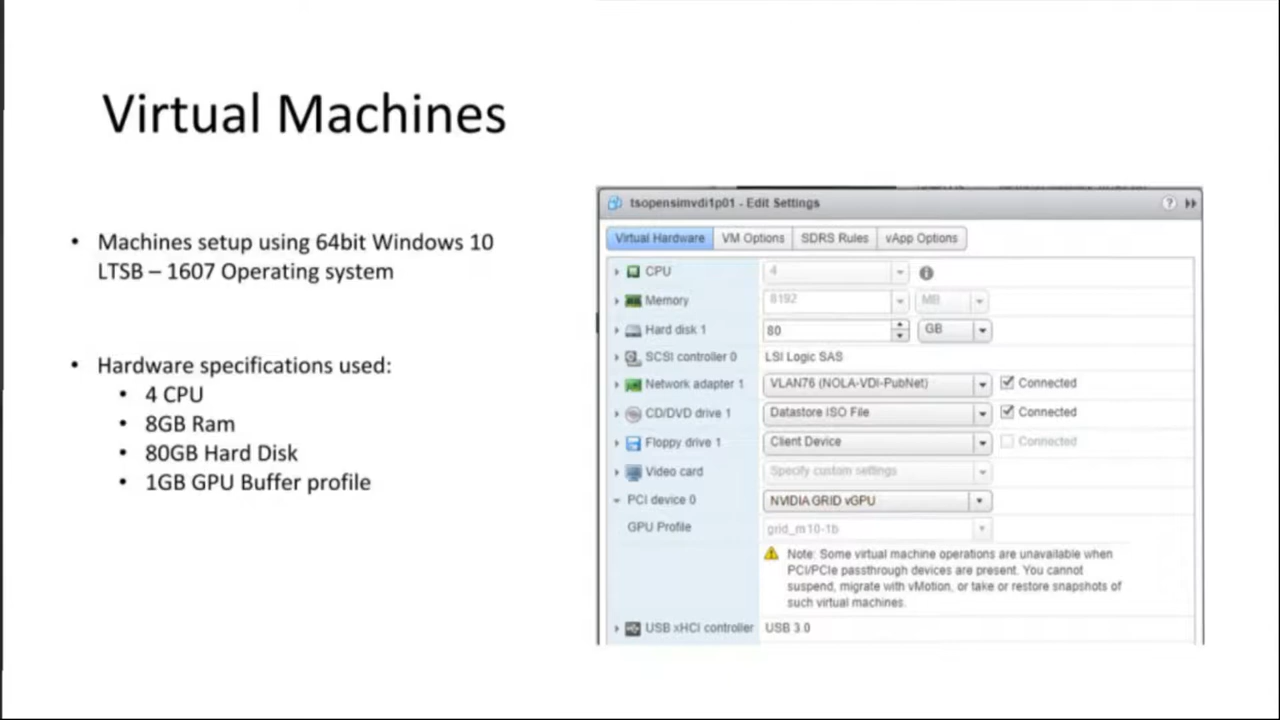 Virtual Machines
• Machines setup using 64bit Windows 10
LTSB – 1607 Operating system
• Hardware specifications used:
• 4 CPU
• 8GB Ram
• 80GB Hard Disk
• 1GB GPU Buffer profile
tsopensimvdi1p01 - Edit Settings
Virtual Hardware VM Options SDRS Rules vApp Options
CPU 4
Memory 8192 MB
Hard disk 1 80 GB
SCSI controller 0 LSI Logic SAS
Network adapter 1 VLAN76 (NOLA-VDI-PubNet) Connected
CD/DVD drive 1 Datastore ISO File Connected
Floppy drive 1 Client Device Connected
Video card Specify custom settings
PCI device 0 NVIDIA GRID vGPU
GPU Profile grid_m10-1b
Note: Some virtual machine operations are unavailable when
PCI/PCIe passthrough devices are present. You cannot
suspend, migrate with vMotion, or take or restore snapshots of
such virtual machines.
USB xHCI controller USB 3.0